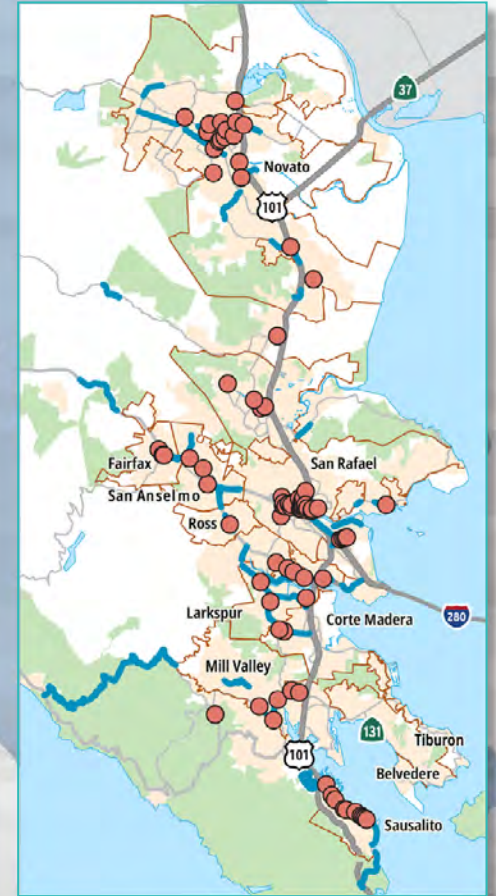 37
Novato
101
San Rafael
Fairfax
San Anselmo
Ross
280
Larkspur
Corte Madera
Mill Valley
131
Tiburon
101
Belvedere
Sausalito